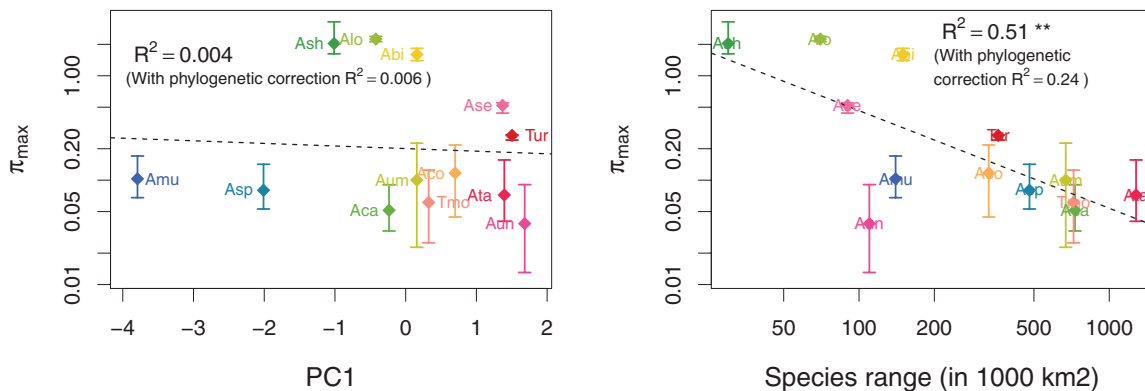 R2 = 0.004
(With phylogenetic correction R2 = 0.006 )
Ash
Alo
Abi
Ase
Tur
Amu
Asp
Aum
Aco
Aca
Tmo
Ata
Aun
πmax
1.00
0.20
0.05
0.01
−4
−3
−2
−1
0
1
2
PC1
R2 = 0.51 **
(With phylogenetic
correction R2 = 0.24 )
Ash
Alo
Abi
Ase
Tur
Amu
Aco
Asp
Aum
Tmo
Aca
Ata
Aun
πmax
1.00
0.20
0.05
0.01
50
100
200
500
1000
Species range (in 1000 km2)